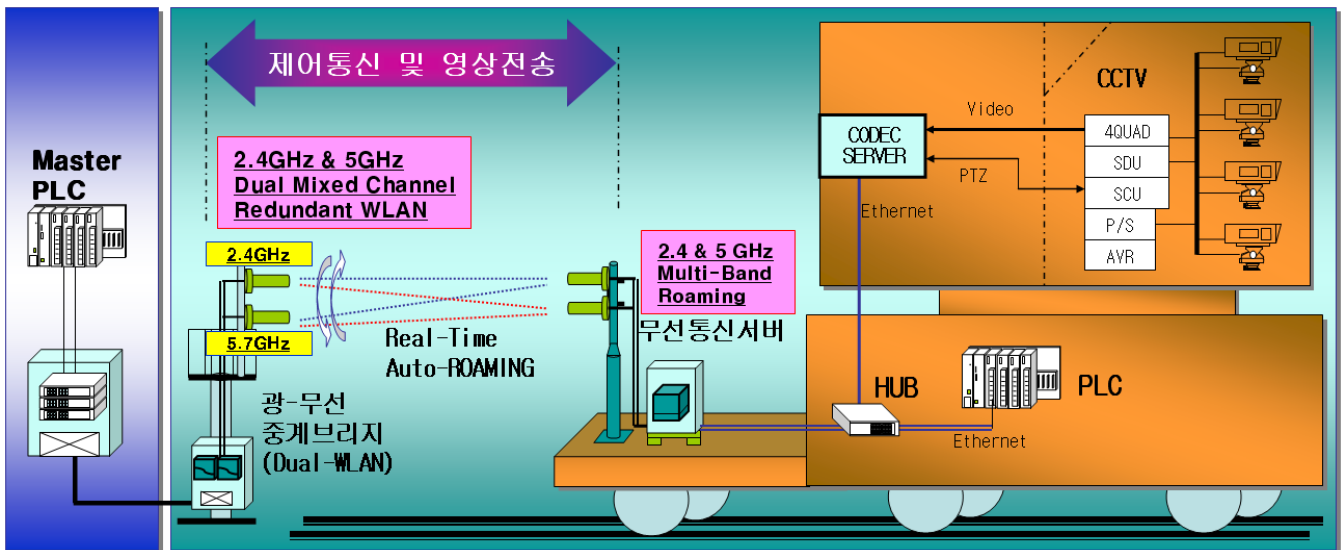 제어통신 및 영상전송
Master
PLC
2.4GHz & 5GHz
Dual Mixed Channel
Redundant WLAN
2.4GHz
5.7GHz
Real-Time
Auto-ROAMING
광-무선
중계브리지
(Dual-WLAN)
2.4 & 5 GHz
Multi-Band
Roaming
무선통신서버
CODEC
SERVER
Video
PTZ
Ethernet
CCTV
4QUAD
SDU
SCU
P/S
AVR
HUB
PLC
Ethernet